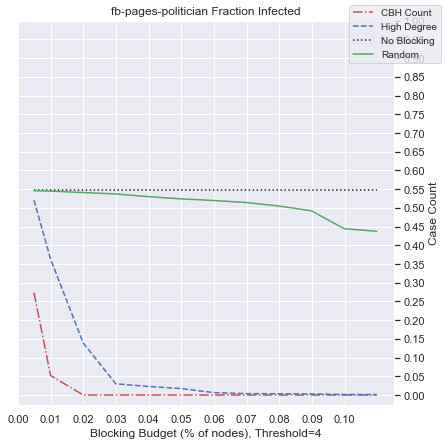 fb-pages-politician Fraction Infected
CBH Count
High Degree
No Blocking
Random
1.00
0.90
0.85
0.80
0.75
0.70
0.65
0.60
0.55
0.50
0.45
0.40
0.35
0.30
0.25
0.20
0.15
0.10
0.05
0.00
Case Count
0.00 0.01 0.02 0.03 0.04 0.05 0.06 0.07 0.08 0.09 0.10
Blocking Budget (% of nodes), Threshold=4